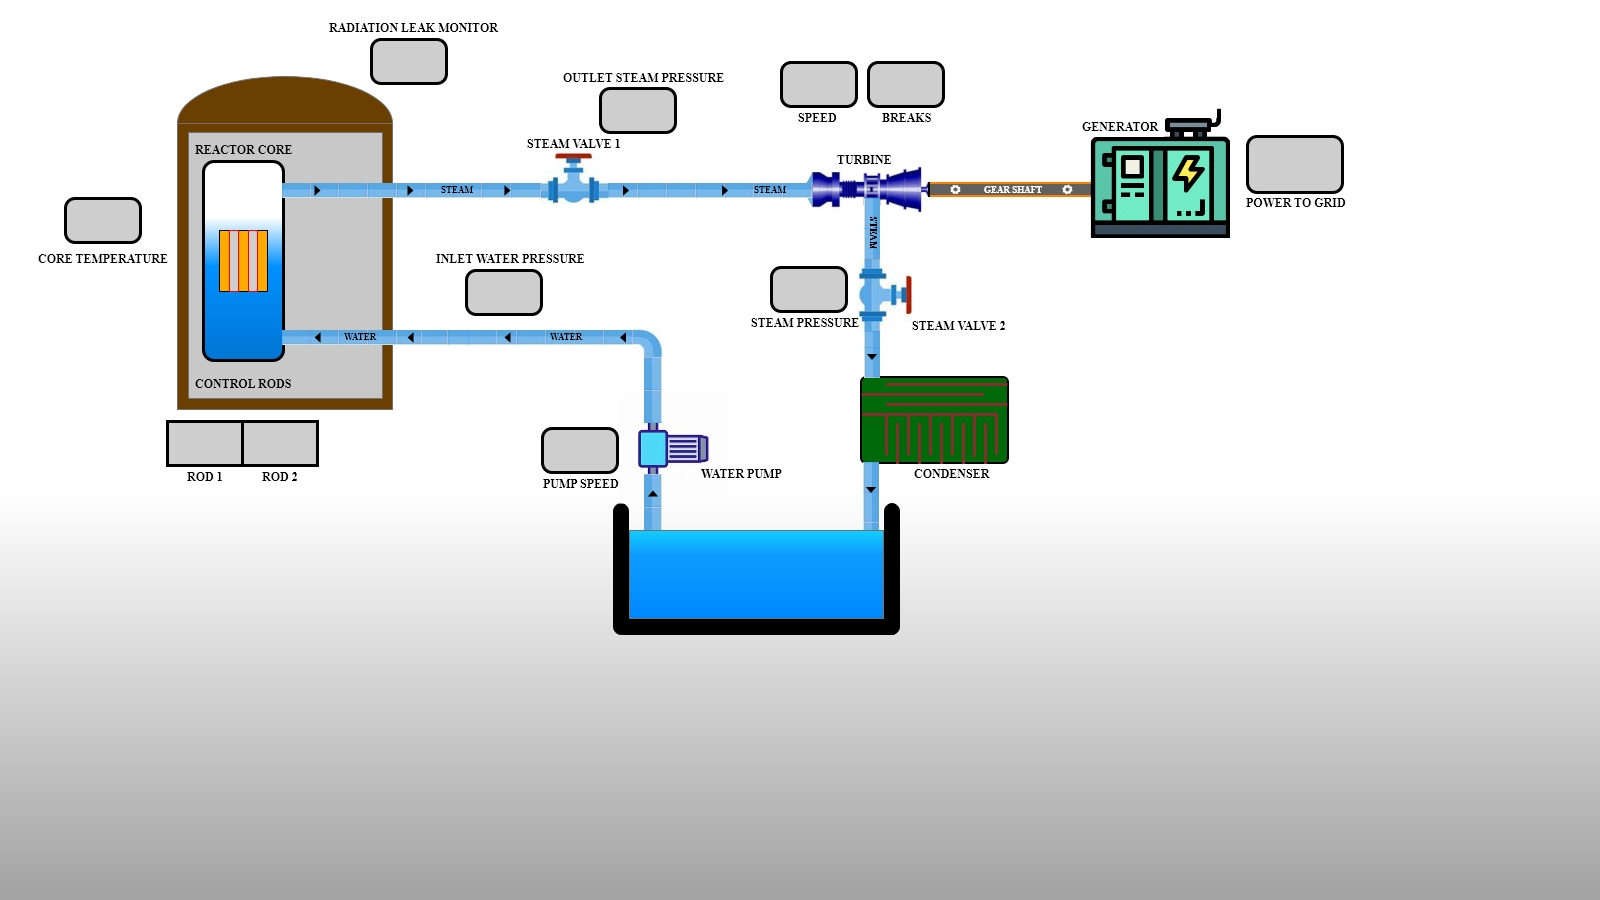 RADIATION LEAK MONITOR
OUTLET STEAM PRESSURE
SPEED
BREAKS
GENERATOR
STEAM VALVE 1
REACTOR CORE
TURBINE
STEAM
STEAM
GEAR SHAFT
POWER TO GRID
STEAM
CORE TEMPERATURE
INLET WATER PRESSURE
STEAM PRESSURE
STEAM VALVE 2
WATER
WATER
CONTROL RODS
ROD 1
ROD 2
PUMP SPEED
WATER PUMP
CONDENSER